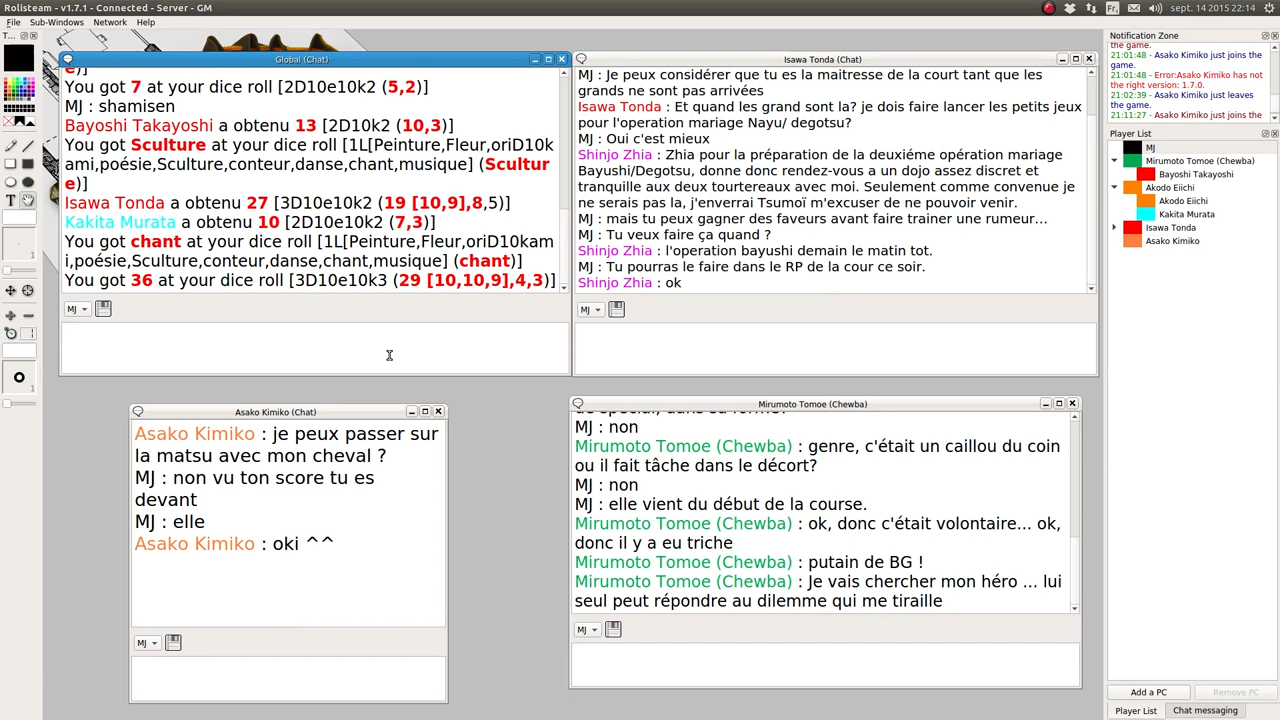 Rolisteam - v1.7.1 - Connected - Server - GM
Fr
sept. 14 2015 22:14
File Sub-Windows Network Help
T...
Global (Chat)
e)]
You got 7 at your dice roll [2D10e10k2 (5,2)]
MJ : shamisen
Bayoshi Takayoshi a obtenu 13 [2D10k2 (10,3)]
You got Sculture at your dice roll [1L[Peinture,Fleur,oriD10k
ami,poésie,Sculture,conteur,danse,chant,musique] (Scultur
e)]
Isawa Tonda a obtenu 27 [3D10e10k2 (19 [10,9],8,5)]
Kakita Murata a obtenu 10 [2D10e10k2 (7,3)]
You got chant at your dice roll [1L[Peinture,Fleur,oriD10kam
i,poésie,Sculture,conteur,danse,chant,musique] (chant)]
You got 36 at your dice roll [3D10e10k3 (29 [10,10,9],4,3)]
MJ
Isawa Tonda (Chat)
MJ : Je peux considérer que tu es la maitresse de la court tant que les
grands ne sont pas arrivées
Isawa Tonda : Et quand les grand sont la? je dois faire lancer les petits jeux
pour l'operation mariage Nayu/ degotsu?
MJ : Oui c'est mieux
Shinjo Zhia : Zhia pour la préparation de la deuxiéme opération mariage
Bayushi/Degotsu, donne donc rendez-vous a un dojo assez discret et
tranquille aux deux tourtereaux avec moi. Seulement comme convenue je
ne serais pas la, j'enverrai Tsumoï m'excuser de ne pouvoir venir.
MJ : mais tu peux gagner des faveurs avant faire trainer une rumeur...
MJ : Tu veux faire ça quand ?
Shinjo Zhia : l'operation bayushi demain le matin tot.
MJ : Tu pourras le faire dans le RP de la cour ce soir.
Shinjo Zhia : ok
MJ
Asako Kimiko (Chat)
Asako Kimiko : je peux passer sur
la matsu avec mon cheval ?
MJ : non vu ton score tu es
devant
MJ : elle
Asako Kimiko : oki ^^
MJ
Mirumoto Tomoe (Chewba)
MJ : non
Mirumoto Tomoe (Chewba) : genre, c'était un caillou du coin
ou il fait tâche dans le décort?
MJ : non
MJ : elle vient du début de la course.
Mirumoto Tomoe (Chewba) : ok, donc c'était volontaire... ok,
donc il y a eu triche
Mirumoto Tomoe (Chewba) : putain de BG !
Mirumoto Tomoe (Chewba) : Je vais chercher mon héro ... lui
seul peut répondre au dilemme qui me tiraille
MJ
Notification Zone
the game.
21:01:48 - Asako Kimiko just joins the
game.
21:01:48 - Error:Asako Kimiko has not
the right version: 1.7.0.
21:02:39 - Asako Kimiko just leaves
the game.
21:11:27 - Asako Kimiko just joins the
Player List
MJ
Mirumoto Tomoe (Chewba)
Bayoshi Takayoshi
Akodo Eiichi
Akodo Eiichi
Kakita Murata
Isawa Tonda
Asako Kimiko
Add a PC
Remove PC
Player List
Chat messaging
T
1
1